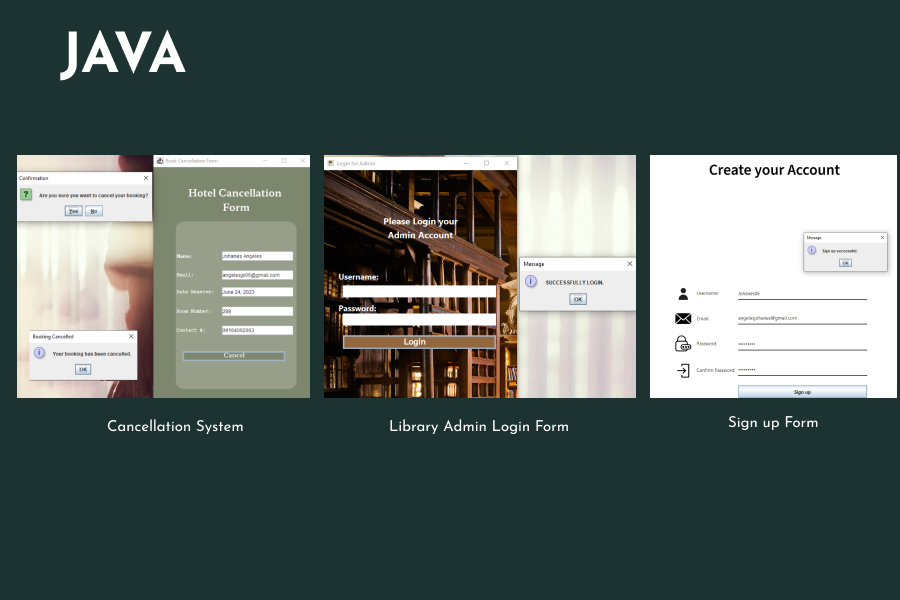 JAVA
Confirmation
Are you sure you want to cancel your booking?
Yes
No
Booking Cancelled
Your booking has been cancelled.
OK
Book Cancellation Form
Hotel Cancellation
Form
Name: Johanes Angeles
Email: angelesjp06@gmail.com
Date Reserve: June 24, 2023
Room Number: 289
Contact #: 09164092063
Cancel
Login for Admin
Please Login your
Admin Account
Username:
Password:
Login
Message
SUCCESSFULLY LOGIN.
OK
Create your Account
Message
Sign up successful.
OK
Username: Johanes06
Email: angelesjohanes@gmail.com
Password: ••••••••
Confirm Password: ••••••••
Sign up
Cancellation System
Library Admin Login Form
Sign up Form